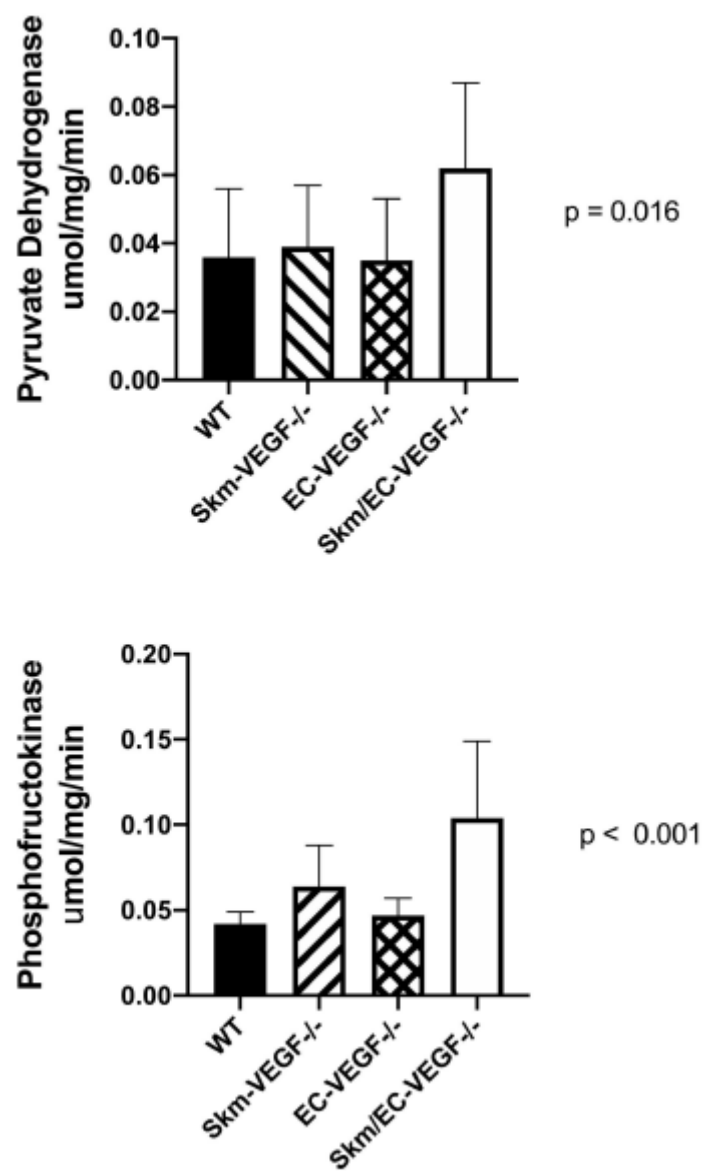 Pyruvate Dehydrogenase
umol/mg/min
0.10
0.08
0.06
0.04
0.02
0.00
WT
Skm-VEGF-/-
EC-VEGF-/-
Skm/EC-VEGF-/-
p = 0.016
Phosphofructokinase
umol/mg/min
0.20
0.15
0.10
0.05
0.00
WT
Skm-VEGF-/-
EC-VEGF-/-
Skm/EC-VEGF-/-
p < 0.001